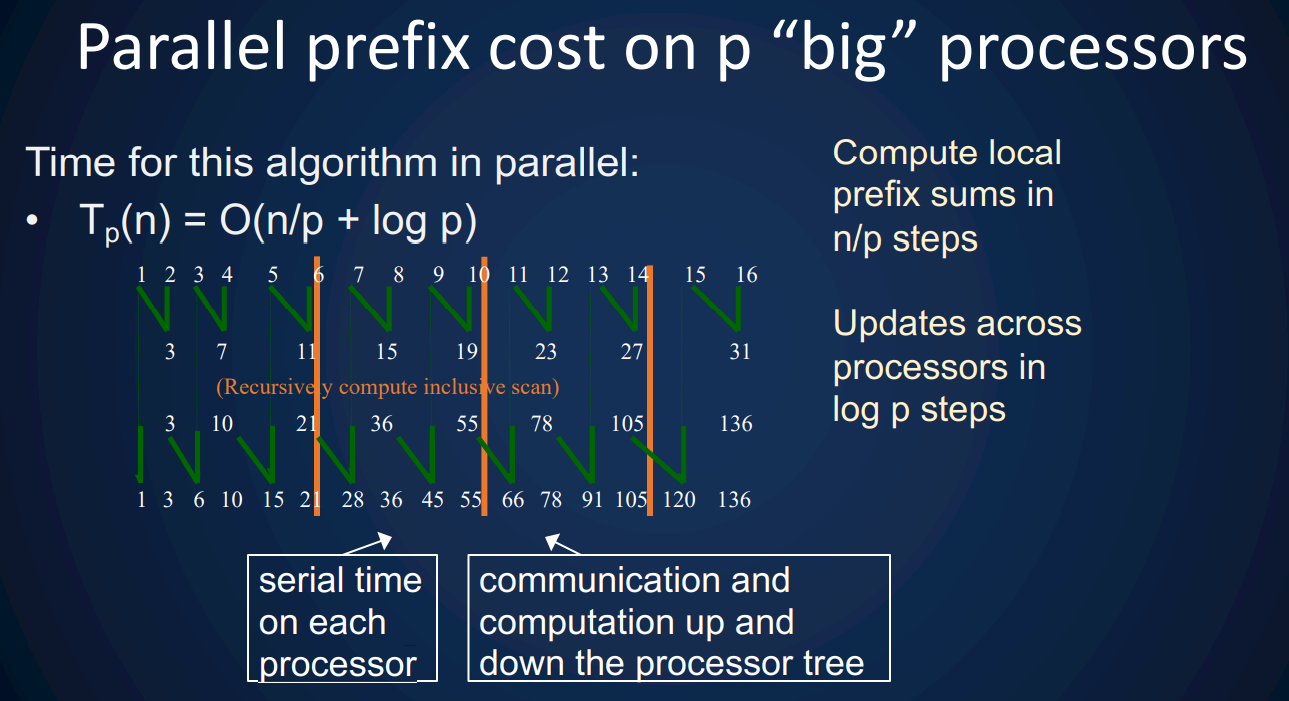 Parallel prefix cost on p “big” processors
Time for this algorithm in parallel:
• Tp(n) = O(n/p + log p)
1 2 3 4 5 6 7 8 9 10 11 12 13 14 15 16
3 7 11 15 19 23 27 31
(Recursively compute inclusive scan)
3 10 21 36 55 78 105 136
1 3 6 10 15 21 28 36 45 55 66 78 91 105 120 136
serial time
on each
processor
communication and
computation up and
down the processor tree
Compute local
prefix sums in
n/p steps
Updates across
processors in
log p steps